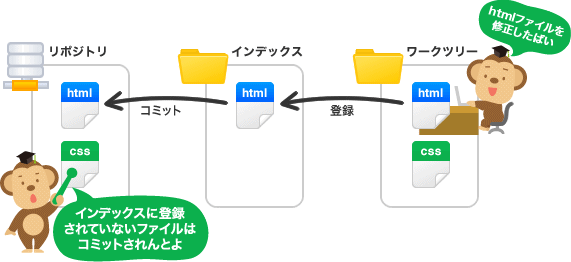 リポジトリ
インデックス
ワークツリー
htmlファイルを
修正したばい
html
html
html
コミット
登録
css
css
インデックスに登録
されていないファイルは
コミットされんとよ